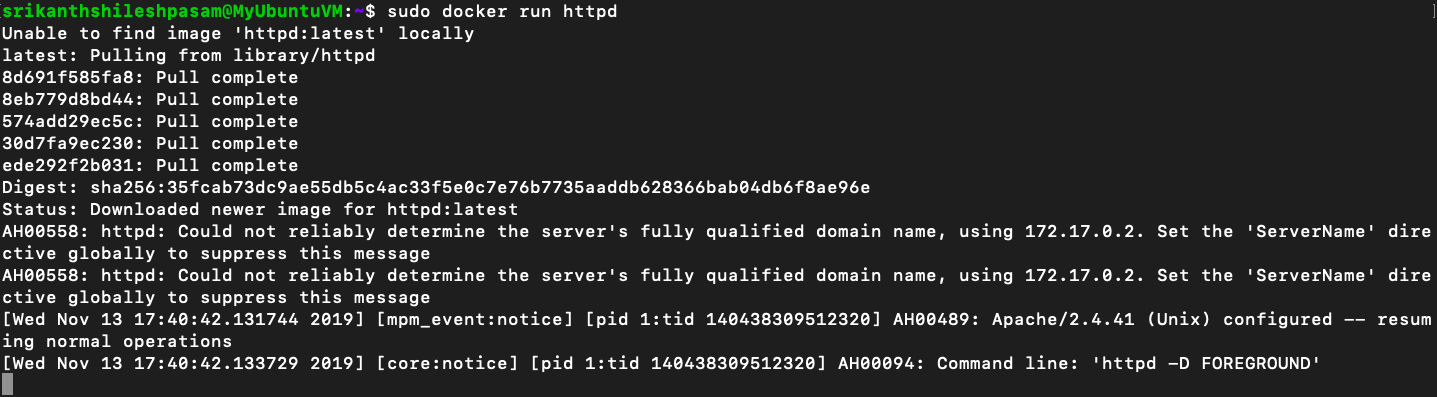 [srikanthshileshpasam@MyUbuntuVM:~$ sudo docker run httpd ]
Unable to find image 'httpd:latest' locally
latest: Pulling from library/httpd
8d691f585fa8: Pull complete
8eb779d8bd44: Pull complete
574add29ec5c: Pull complete
30d7fa9ec230: Pull complete
ede292f2b031: Pull complete
Digest: sha256:35fcab73dc9ae55db5c4ac33f5e0c7e76b7735aaddb628366bab04db6f8ae96e
Status: Downloaded newer image for httpd:latest
AH00558: httpd: Could not reliably determine the server's fully qualified domain name, using 172.17.0.2. Set the 'ServerName' dire
ctive globally to suppress this message
AH00558: httpd: Could not reliably determine the server's fully qualified domain name, using 172.17.0.2. Set the 'ServerName' dire
ctive globally to suppress this message
[Wed Nov 13 17:40:42.131744 2019] [mpm_event:notice] [pid 1:tid 140438309512320] AH00489: Apache/2.4.41 (Unix) configured -- resum
ing normal operations
[Wed Nov 13 17:40:42.133729 2019] [core:notice] [pid 1:tid 140438309512320] AH00094: Command line: 'httpd -D FOREGROUND'